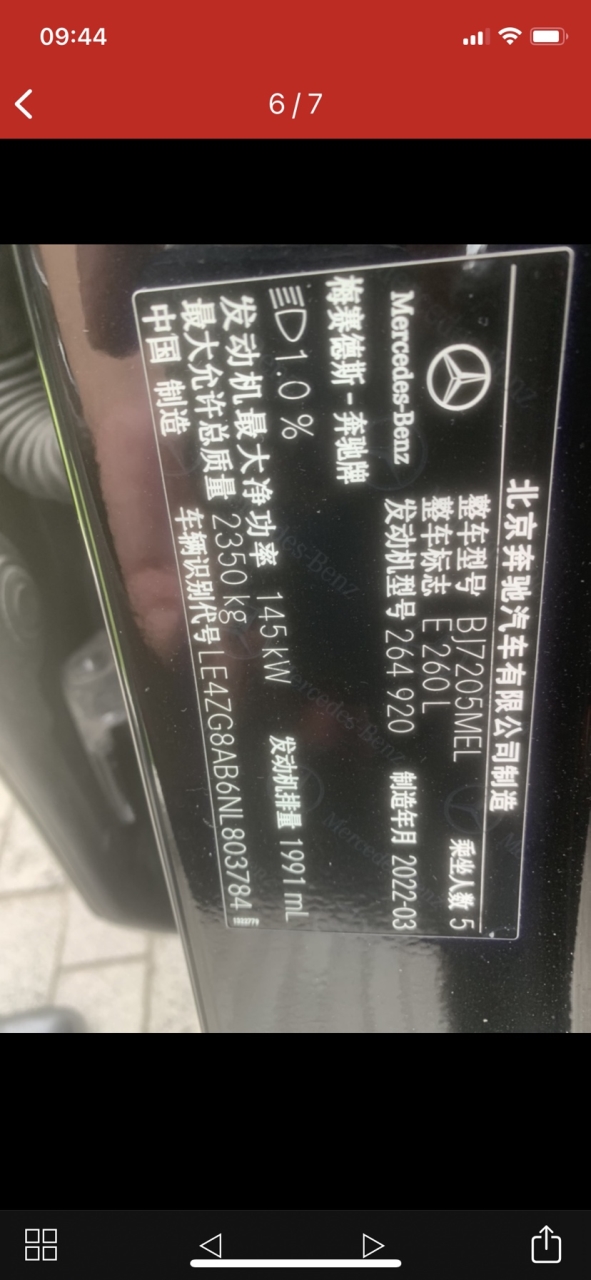 09:44
6 / 7
北京奔驰汽车有限公司制造
Mercedes-Benz
梅赛德斯-奔驰牌
整车型号 BJ7205MEL 乘坐人数 5
整车标志 E 260 L
发动机型号 264 920 制造年月 2022-03
1.0 %
发动机最大净功率 145 kW 发动机排量 1991 mL
最大允许总质量 2350 kg
中国 制造 车辆识别代号 LE4ZG8AB6NL803784